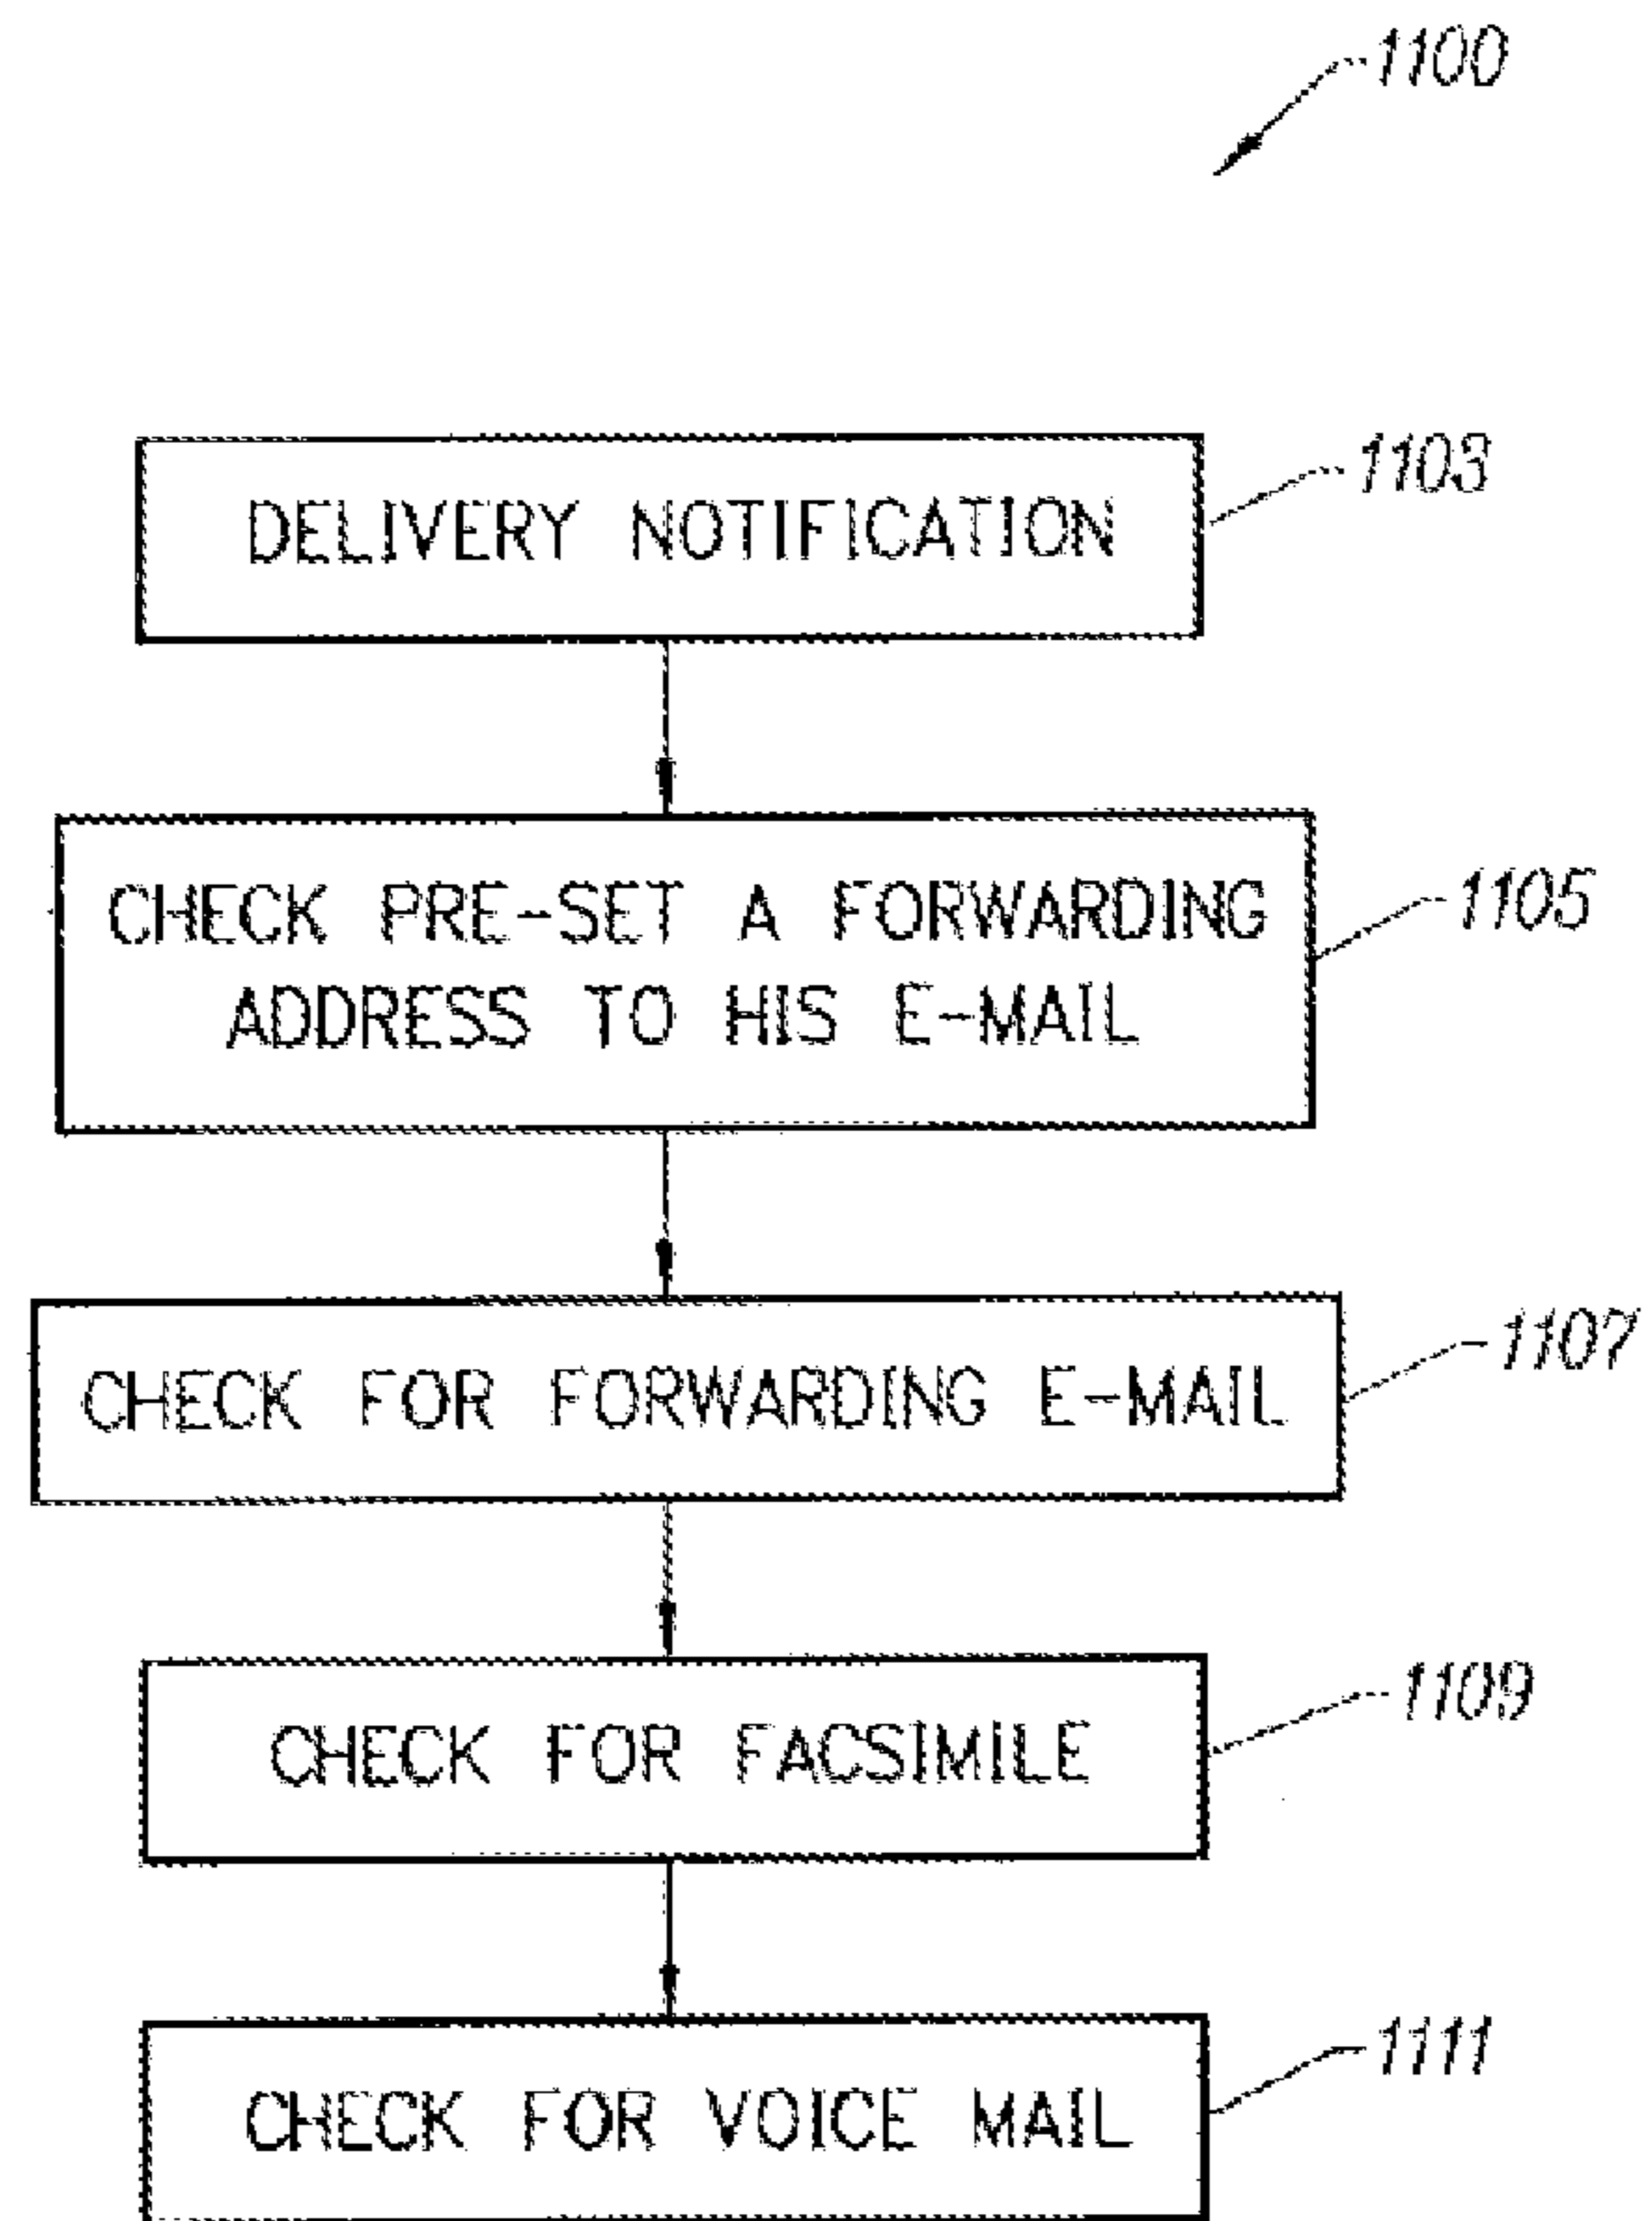 1100
DELIVERY NOTIFICATION
1103
CHECK PRE-SET A FORWARDING
ADDRESS TO HIS E-MAIL
1105
CHECK FOR FORWARDING E-MAIL
1107
CHECK FOR FACSIMILE
1109
CHECK FOR VOICE MAIL
1111